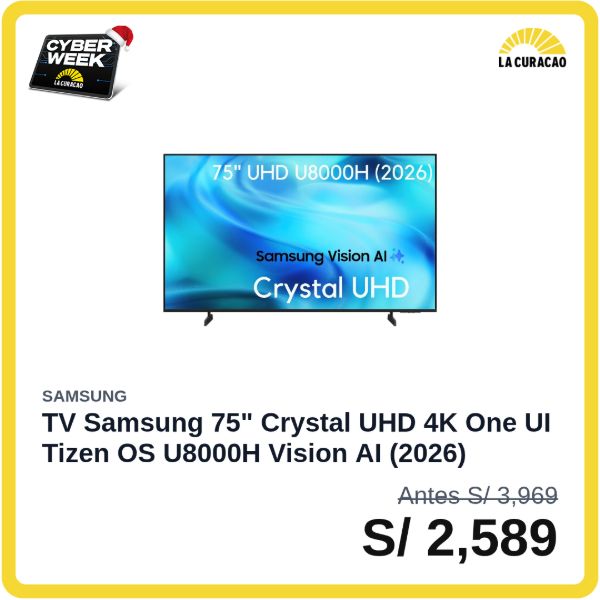 CYBER
WEEK
LA CURACAO
LA CURACAO
75" UHD U8000H (2026)
Samsung Vision AI
Crystal UHD
SAMSUNG
TV Samsung 75" Crystal UHD 4K One UI
Tizen OS U8000H Vision AI (2026)
Antes S/ 3,969
S/ 2,589